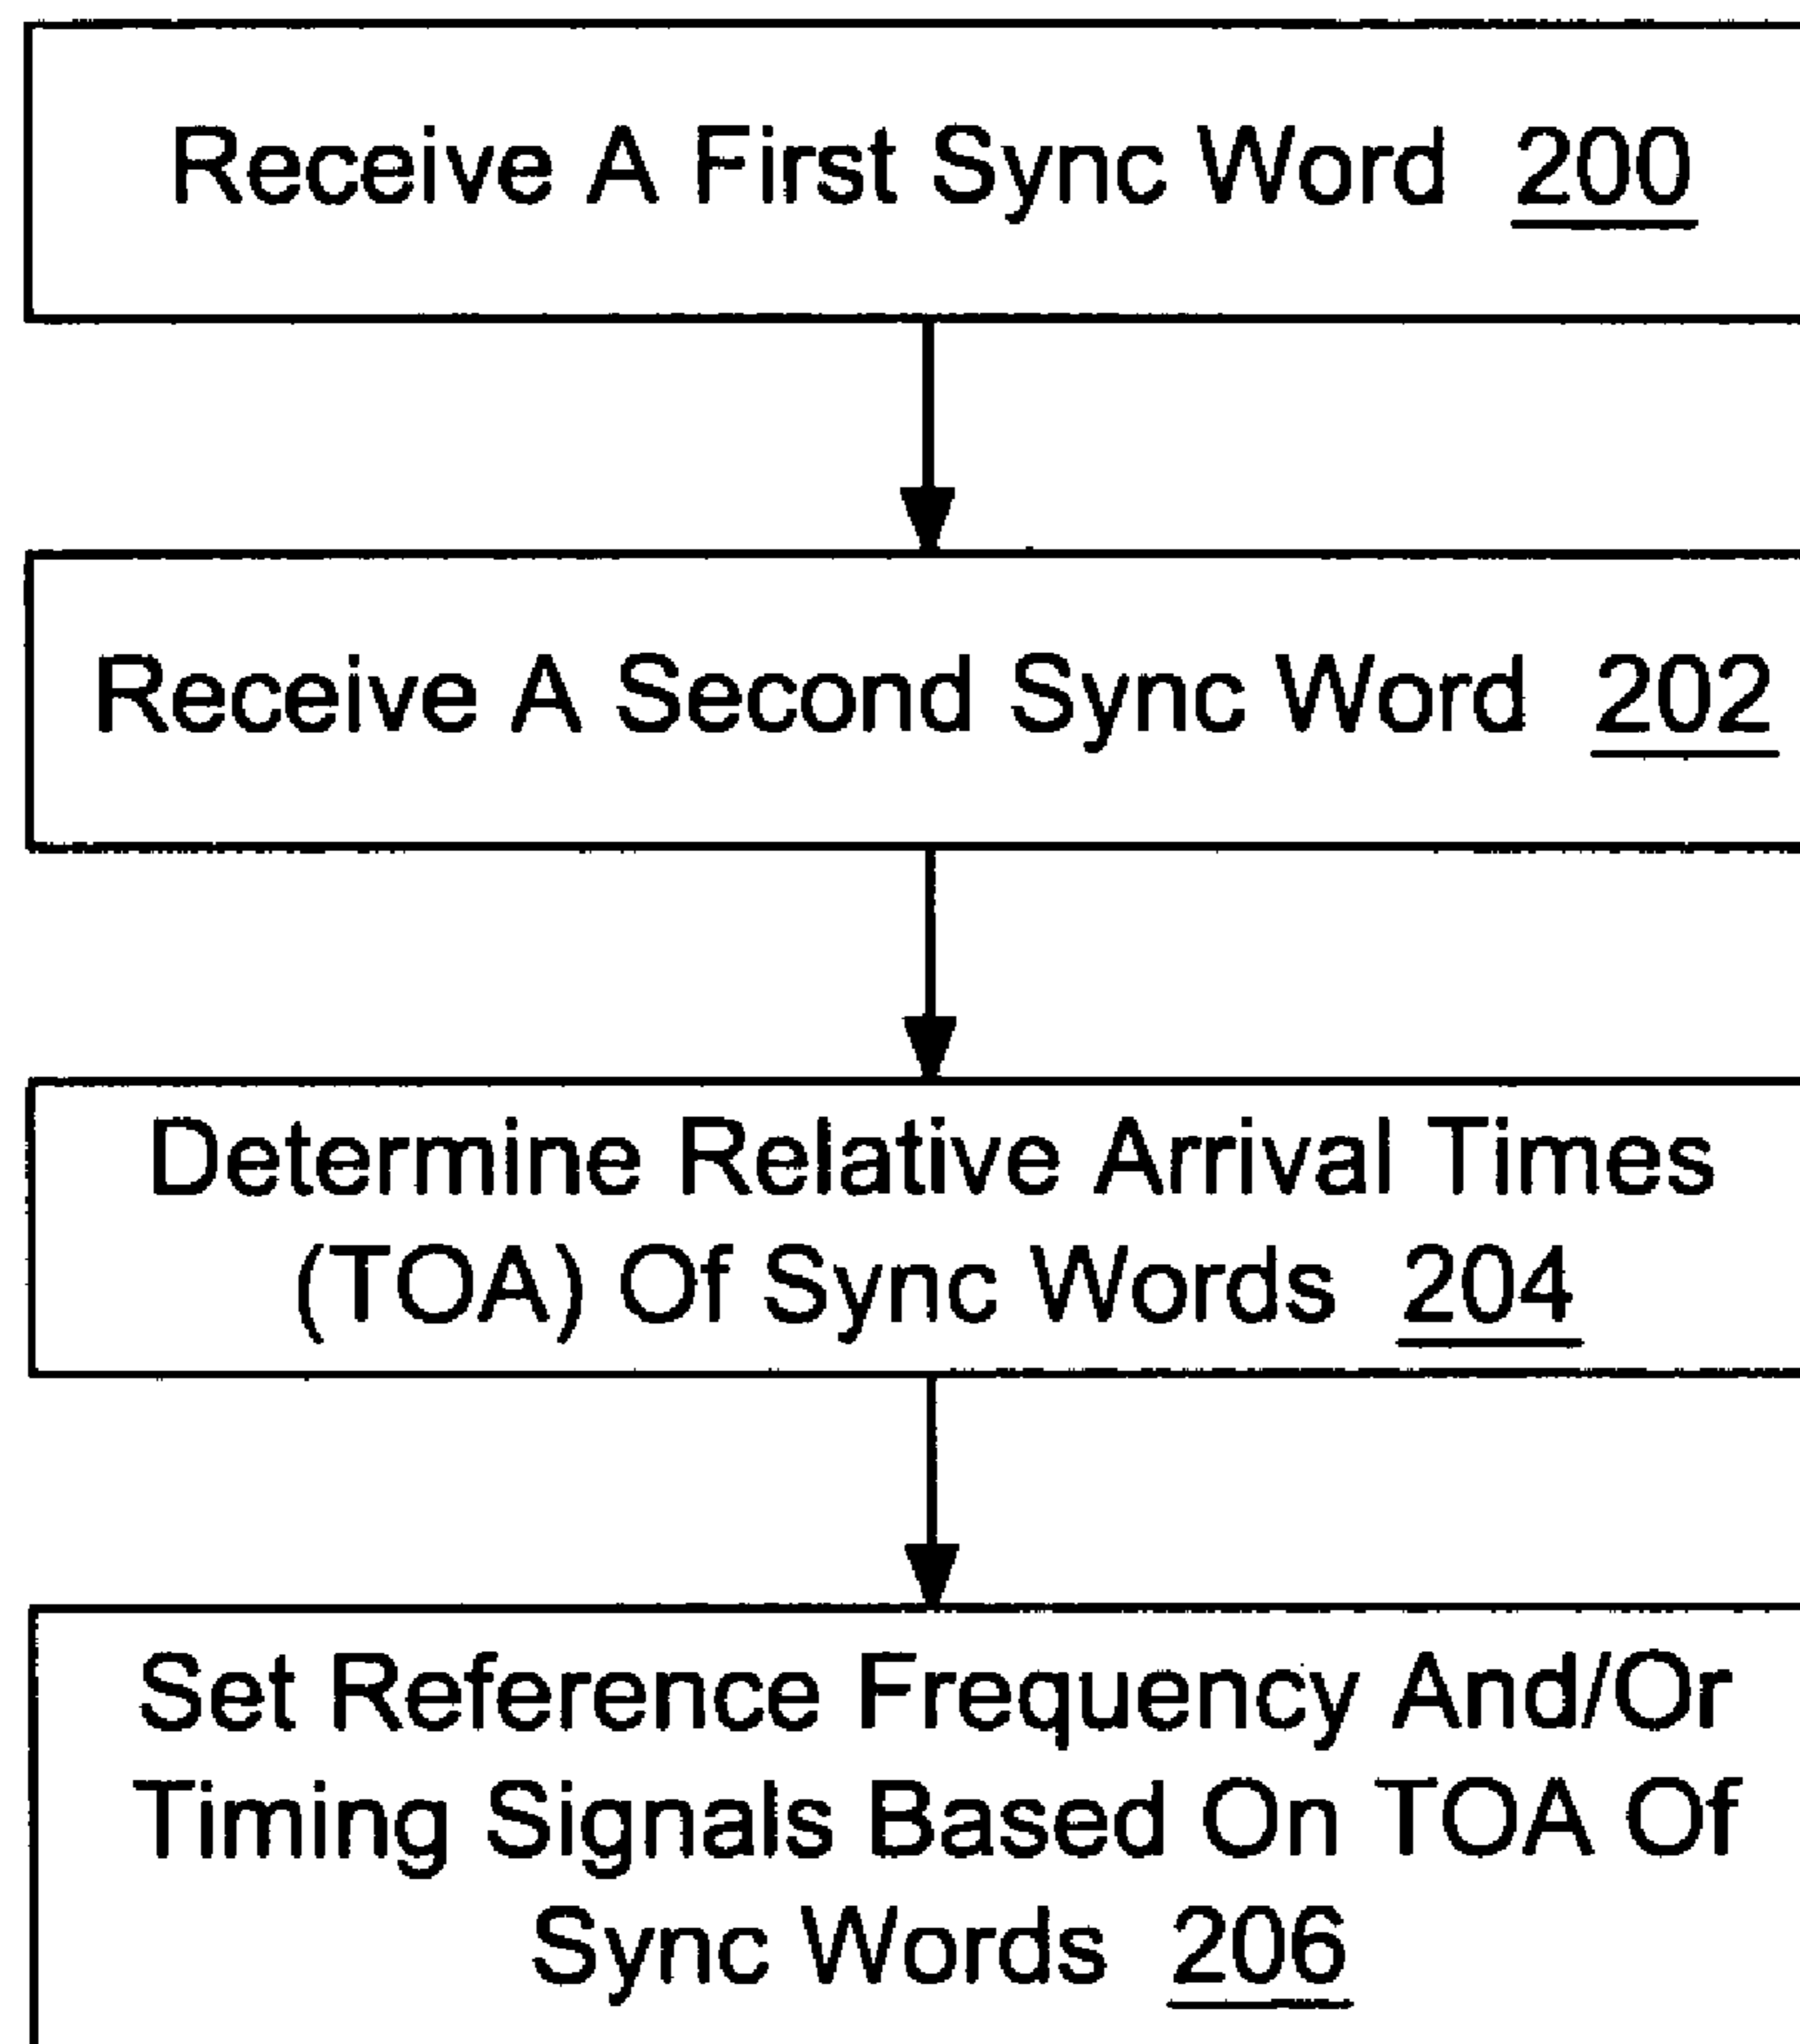 Receive A First Sync Word 200
Receive A Second Sync Word 202
Determine Relative Arrival Times
(TOA) Of Sync Words 204
Set Reference Frequency And/Or
Timing Signals Based On TOA Of
Sync Words 206